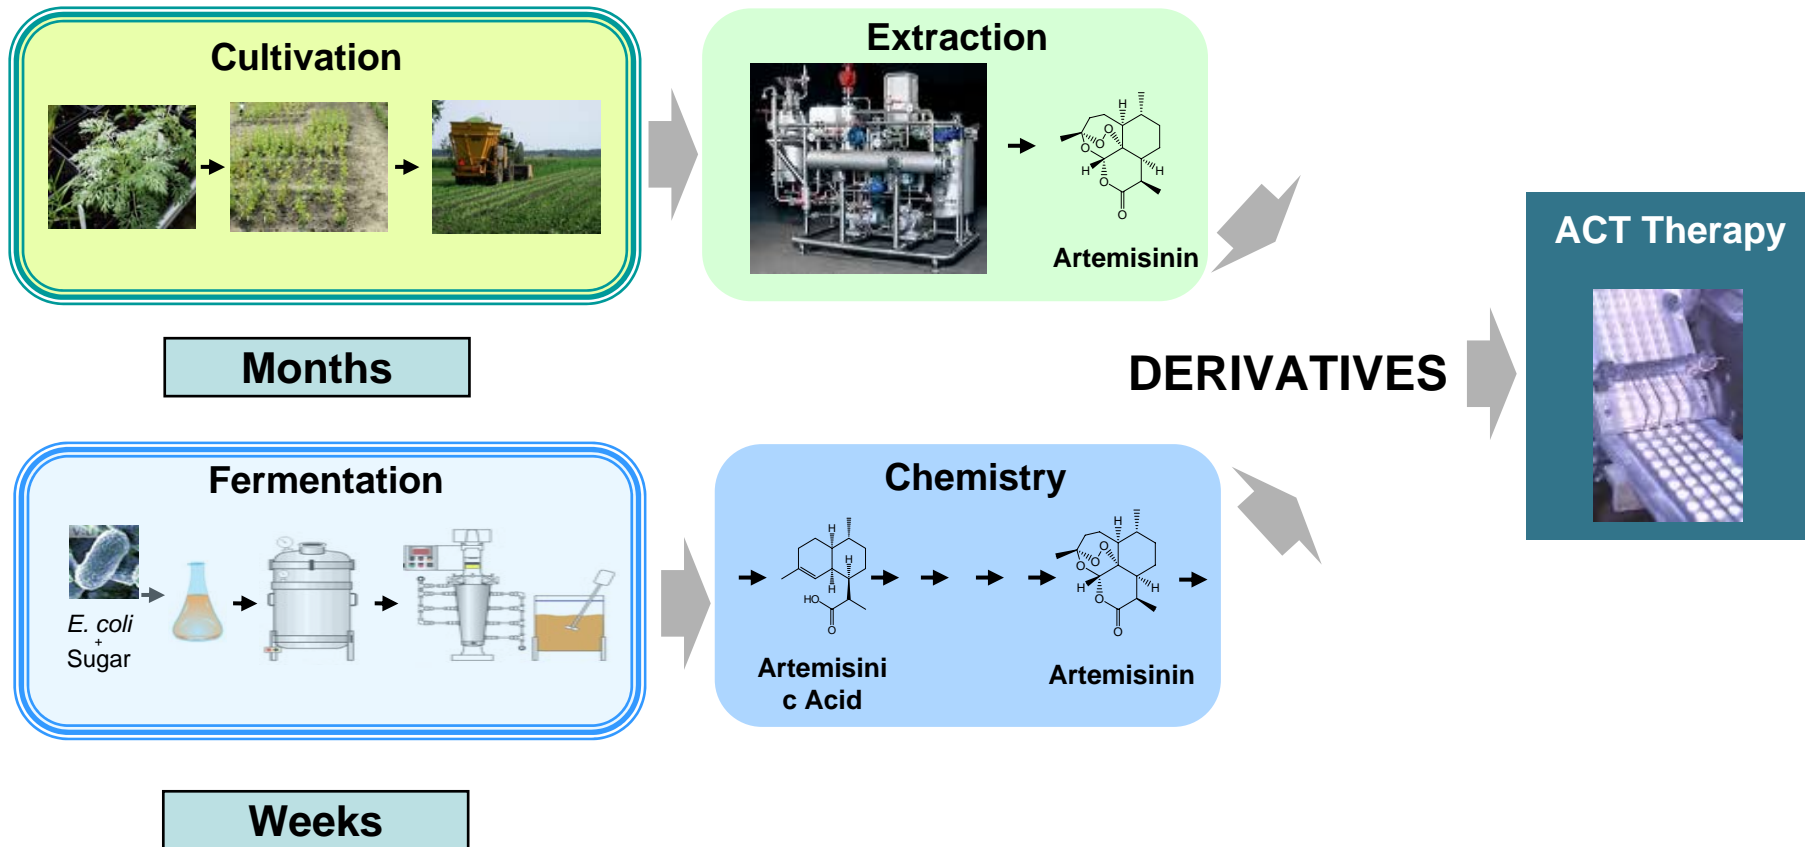 Cultivation
Extraction
H
H
H
O
O
O
O
O
Artemisinin
ACT Therapy
Months
DERIVATIVES
Fermentation
E. coli
+
Sugar
Chemistry
H
H
H
HO
O
Artemisini
c Acid
H
H
H
O
O
O
O
O
Artemisinin
Weeks